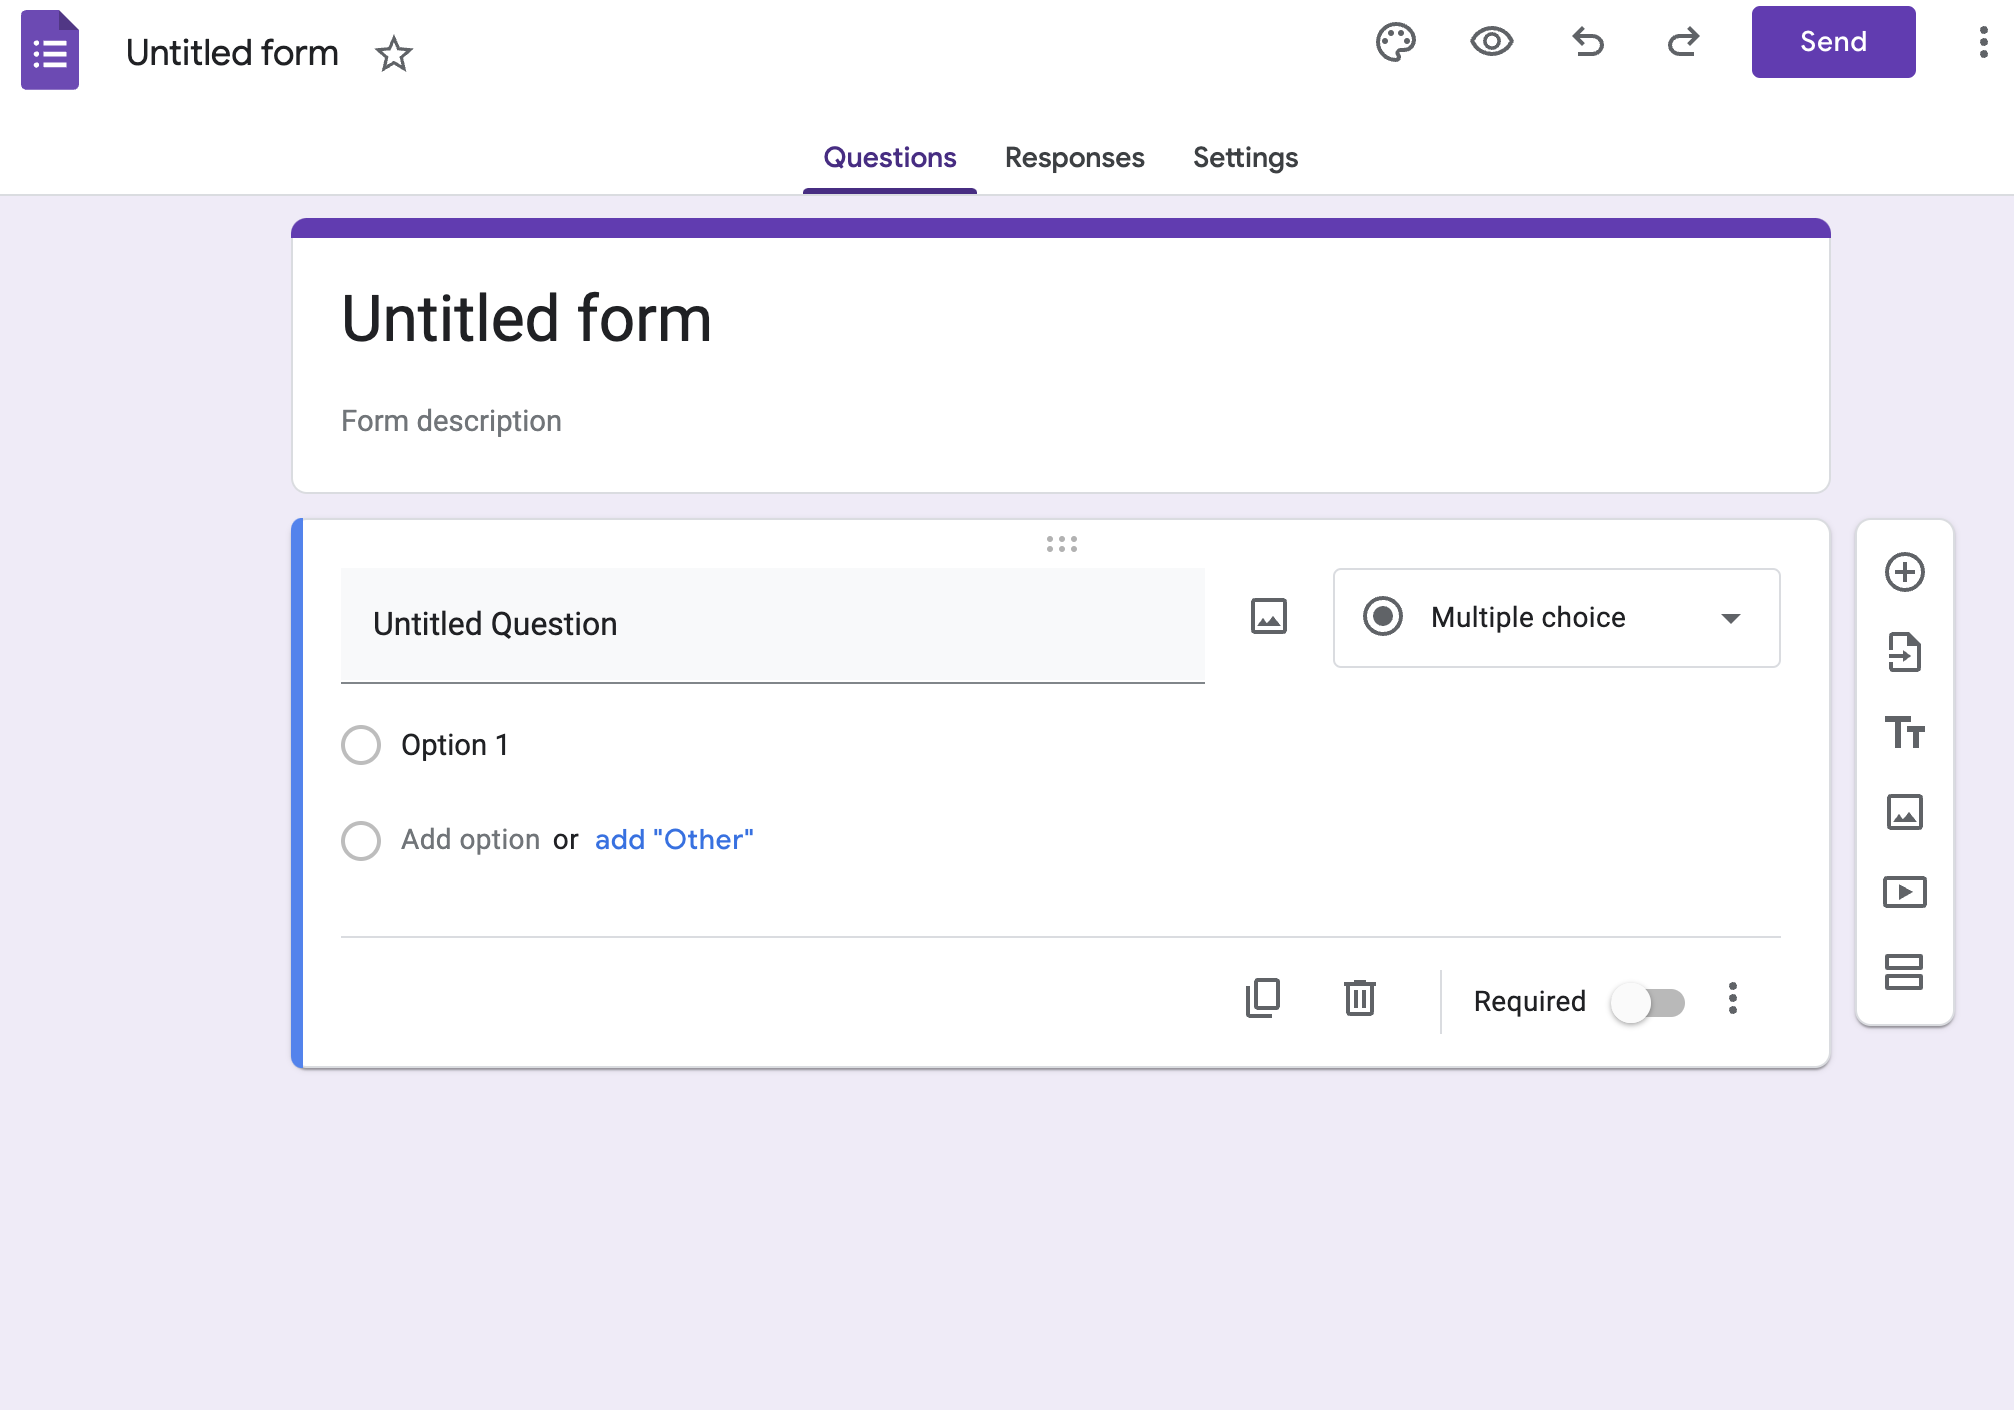 Untitled form
Send
Questions Responses Settings
Untitled form
Form description
Untitled Question
Multiple choice
Option 1
Add option or add "Other"
Required